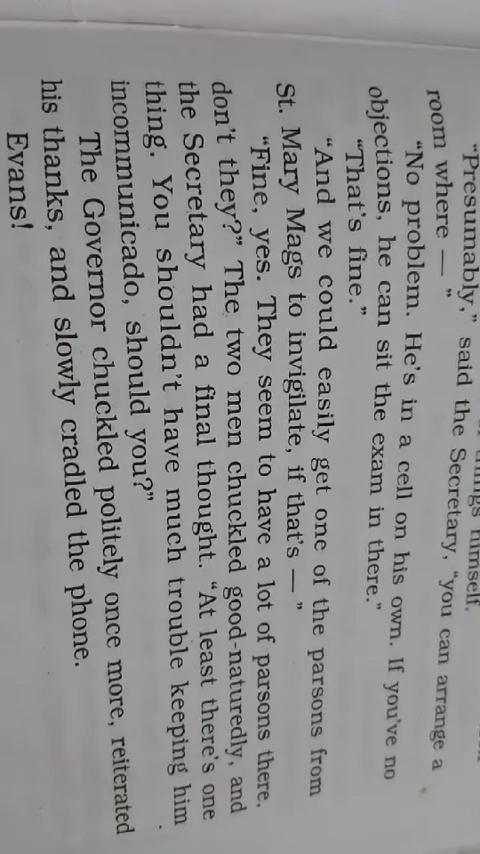 things himself.
"Presumably," said the Secretary, "you can arrange a
room where — "
"No problem. He's in a cell on his own. If you've no
objections, he can sit the exam in there."
"That's fine."
"And we could easily get one of the parsons from
St. Mary Mags to invigilate, if that's — "
"Fine, yes. They seem to have a lot of parsons there,
don't they?" The two men chuckled good-naturedly, and
the Secretary had a final thought. "At least there's one
thing. You shouldn't have much trouble keeping him
incommunicado, should you?"
The Governor chuckled politely once more, reiterated
his thanks, and slowly cradled the phone.
Evans!